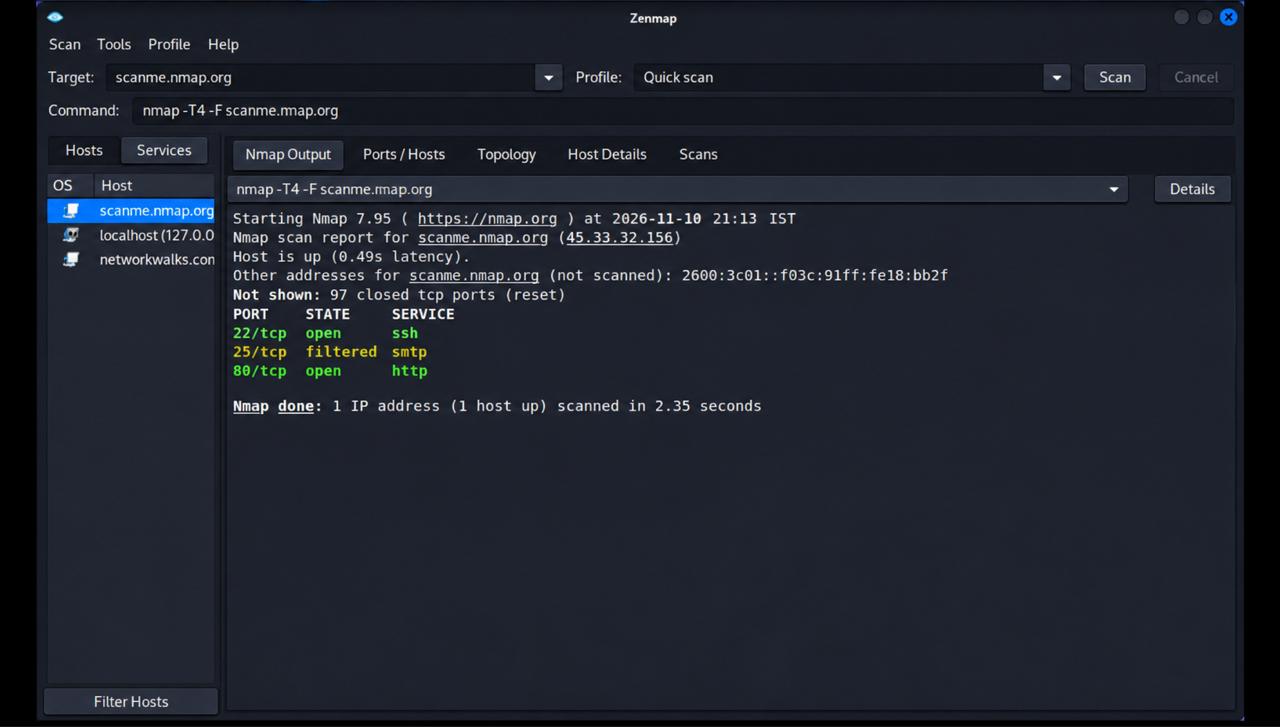 Zenmap
Scan Tools Profile Help
Target: scanme.nmap.org Profile: Quick scan Scan Cancel
Command: nmap -T4 -F scanme.rmap.org
Hosts Services
Nmap Output Ports / Hosts Topology Host Details Scans
OS Host
nmap -T4 -F scanme.rmap.org Details
scanme.nmap.org
localhost (127.0.0
networkwalks.con
Starting Nmap 7.95 ( https://nmap.org ) at 2026-11-10 21:13 IST
Nmap scan report for scanme.nmap.org (45.33.32.156)
Host is up (0.49s latency).
Other addresses for scanme.nmap.org (not scanned): 2600:3c01::f03c:91ff:fe18:bb2f
Not shown: 97 closed tcp ports (reset)
PORT STATE SERVICE
22/tcp open ssh
25/tcp filtered smtp
80/tcp open http
Nmap done: 1 IP address (1 host up) scanned in 2.35 seconds
Filter Hosts